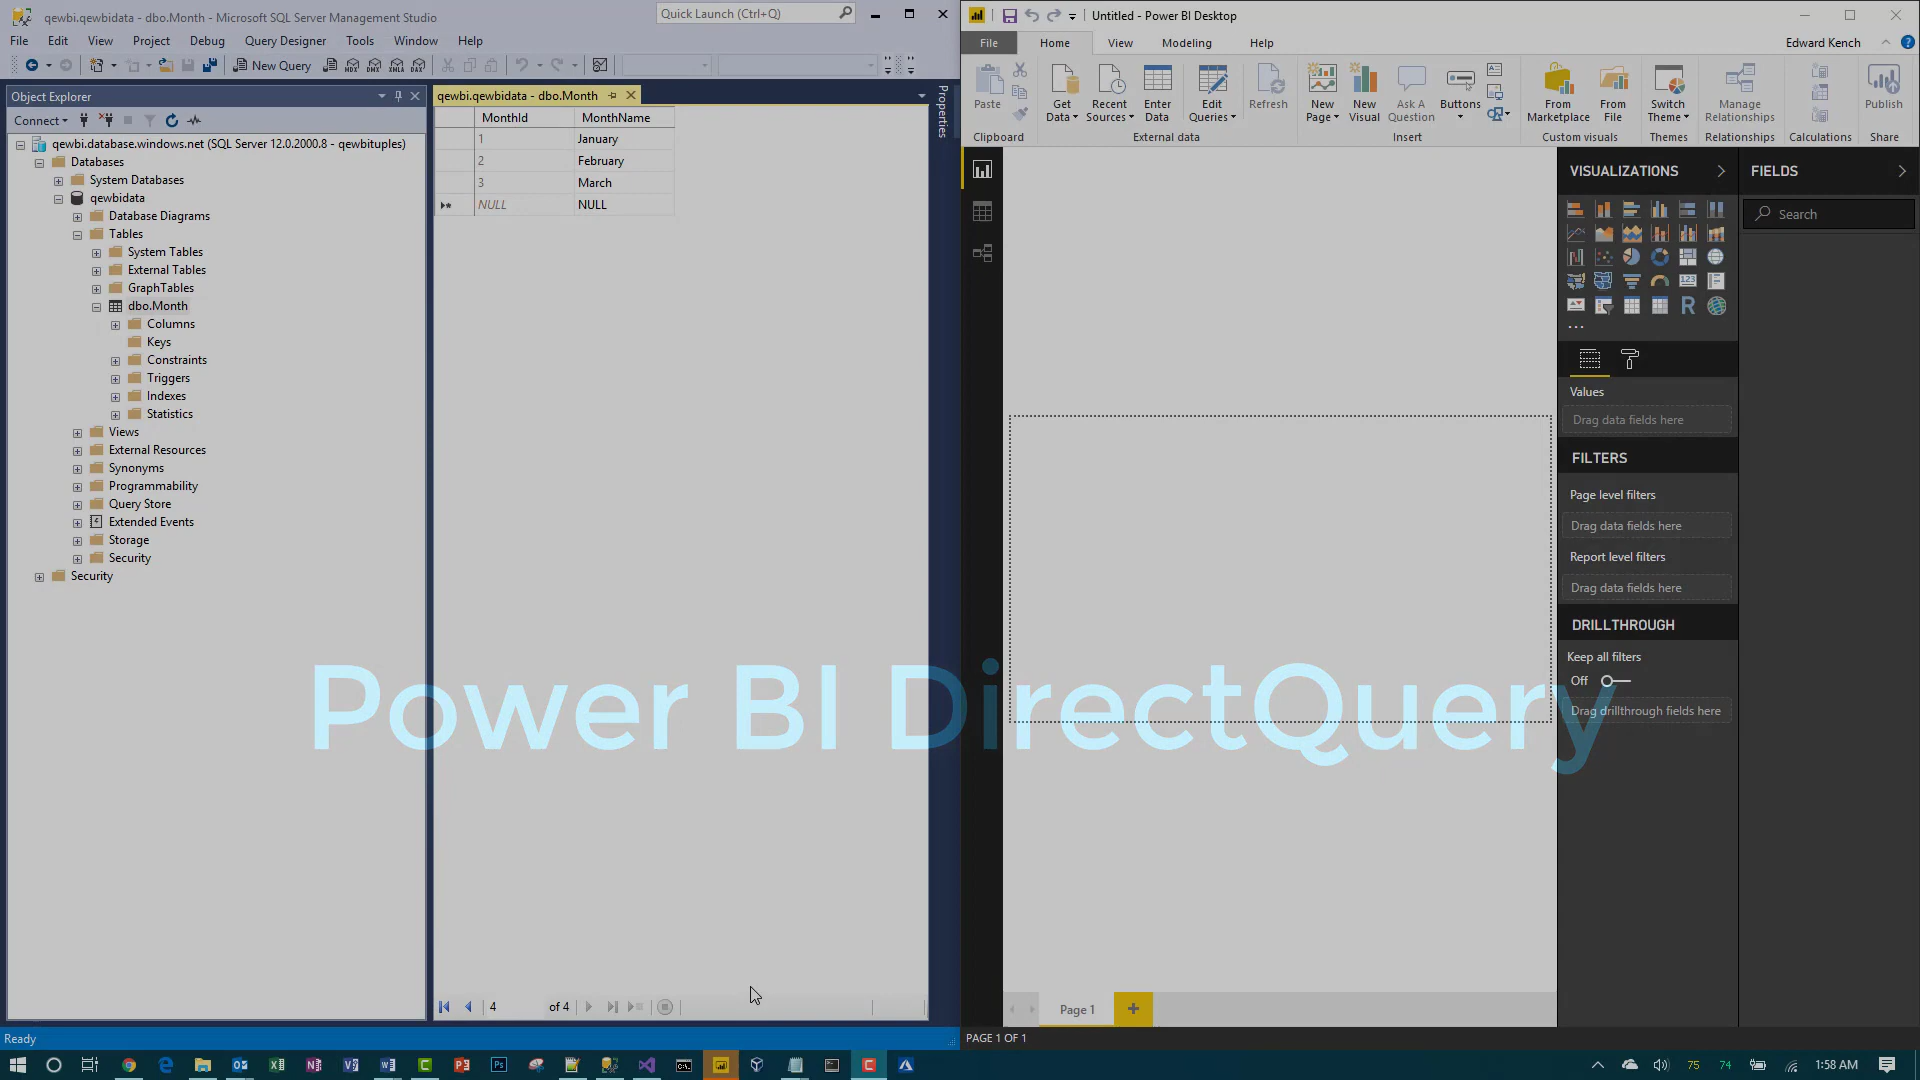 qewbi.qewbidata - dbo.Month - Microsoft SQL Server Management Studio
Quick Launch (Ctrl+Q)
File Edit View Project Debug Query Designer Tools Window Help
New Query
Object Explorer
Connect
qewbi.database.windows.net (SQL Server 12.0.2000.8 - qewbituples)
Databases
System Databases
qewbidata
Database Diagrams
Tables
System Tables
External Tables
GraphTables
dbo.Month
Columns
Keys
Constraints
Triggers
Indexes
Statistics
Views
External Resources
Synonyms
Programmability
Query Store
Extended Events
Storage
Security
Security
qewbi.qewbidata - dbo.Month
MonthId MonthName
1 January
2 February
3 March
NULL NULL
Properties
4 of 4
Ready
Untitled - Power BI Desktop
File Home View Modeling Help
Edward Kench
Paste
Get Data
Recent Sources
Enter Data
Edit Queries
Refresh
New Page
New Visual
Ask A Question
Buttons
From Marketplace
From File
Switch Theme
Manage Relationships
Publish
Clipboard External data Insert Custom visuals Themes Relationships Calculations Share
VISUALIZATIONS
FIELDS
Search
Values
Drag data fields here
FILTERS
Page level filters
Drag data fields here
Report level filters
Drag data fields here
DRILLTHROUGH
Keep all filters
Off
Drag drillthrough fields here
Power BI DirectQuery
Page 1
PAGE 1 OF 1
75 74 1:58 AM